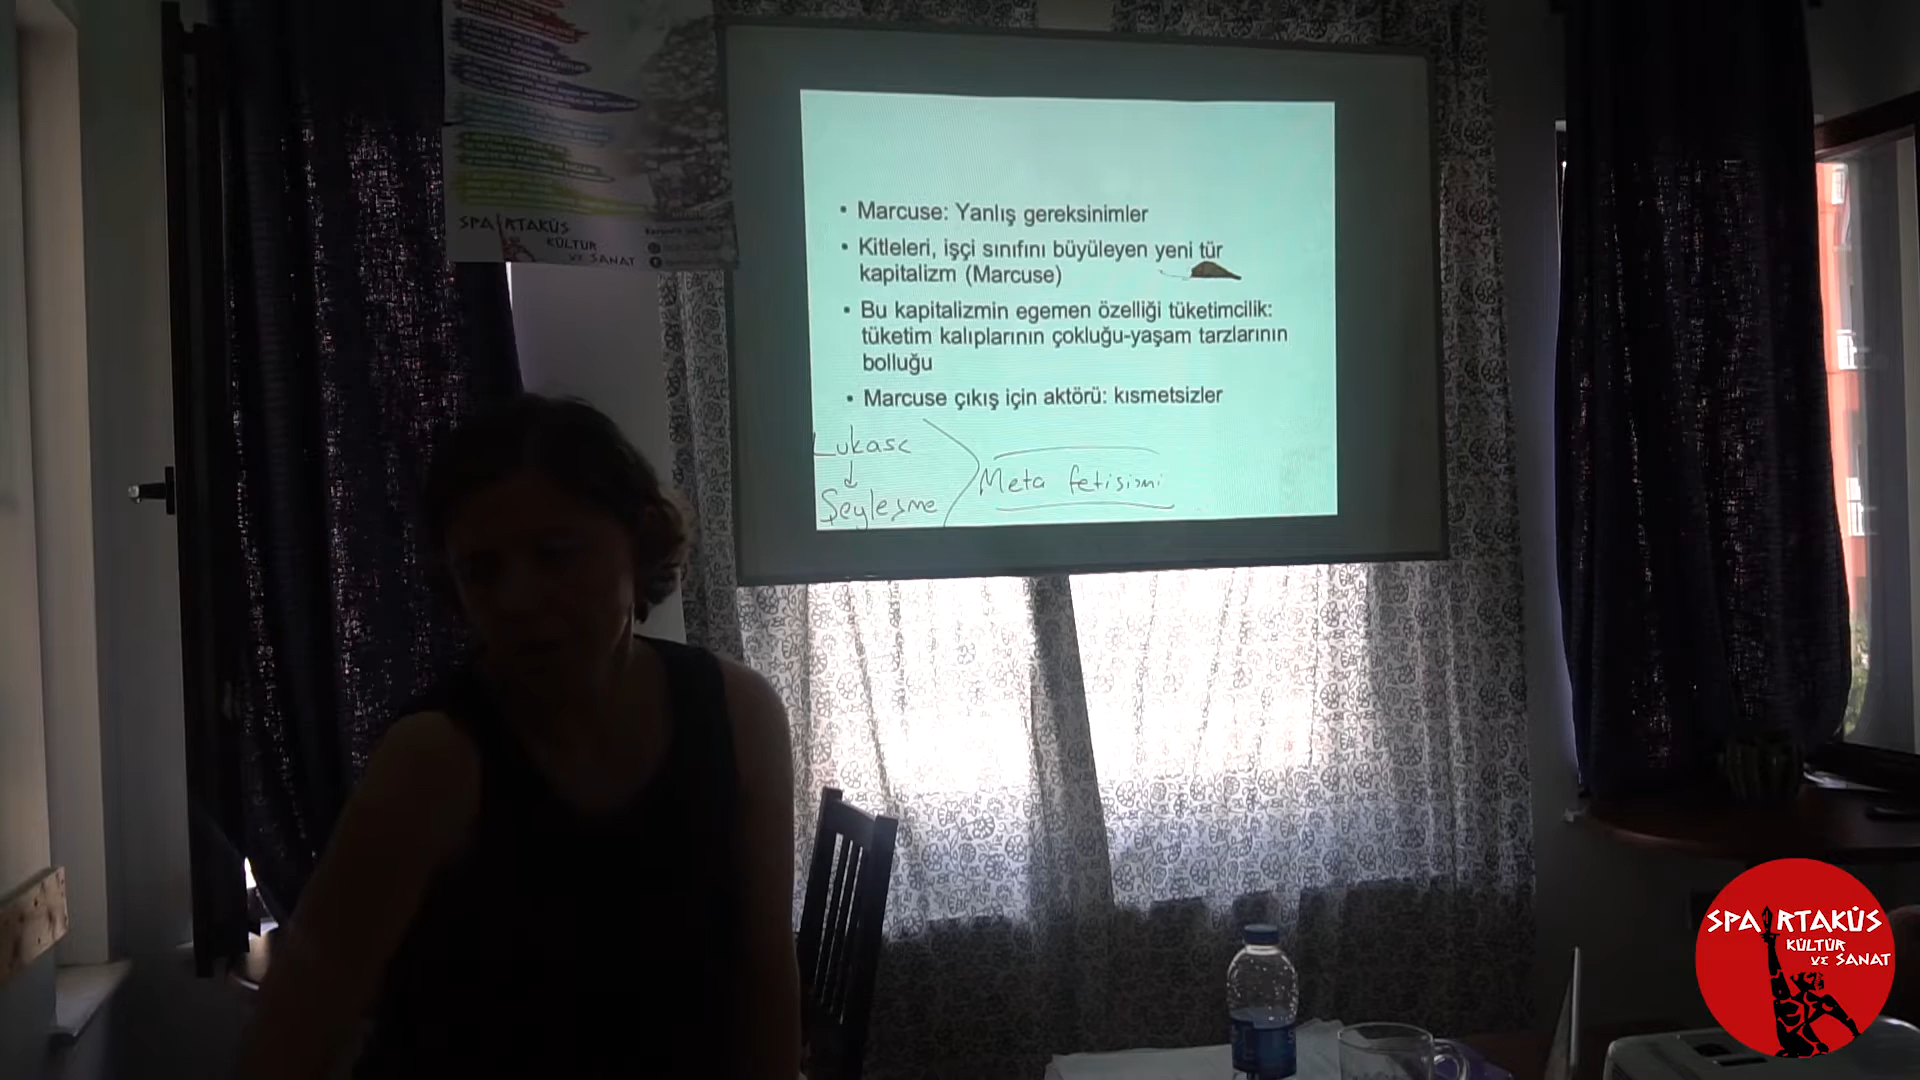 SPARTAKÜS
KÜLTÜR
VE SANAT
• Marcuse: Yanlış gereksinimler
• Kitleleri, işçi sınıfını büyüleyen yeni tür
kapitalizm (Marcuse)
• Bu kapitalizmin egemen özelliği tüketimcilik:
tüketim kalıplarının çokluğu-yaşam tarzlarının
bolluğu
• Marcuse çıkış için aktörü: kısmetsizler
Lukasc
Şeyleşme
Meta fetisizmi
SPARTAKÜS
KÜLTÜR
VE SANAT